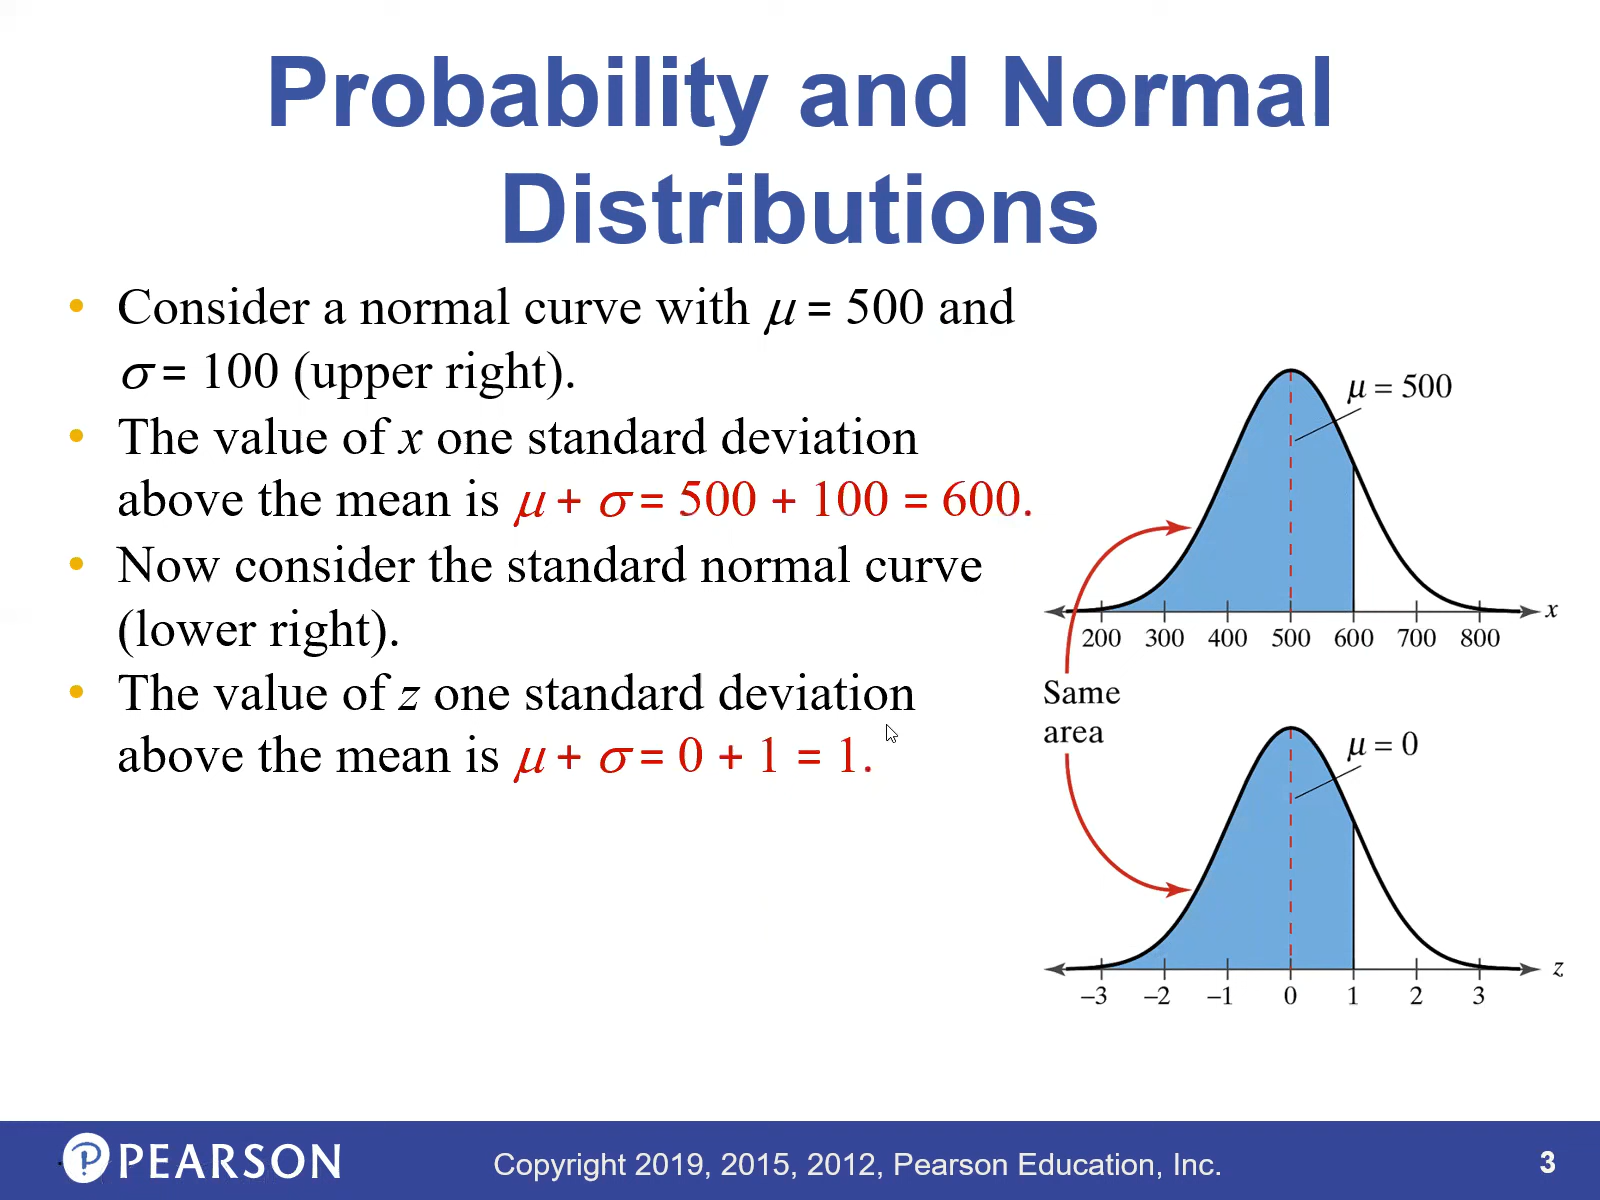 Probability and Normal
Distributions
• Consider a normal curve with μ = 500 and
σ = 100 (upper right).
• The value of x one standard deviation
above the mean is μ + σ = 500 + 100 = 600.
• Now consider the standard normal curve
(lower right).
• The value of z one standard deviation
above the mean is μ + σ = 0 + 1 = 1.
μ = 500
x
200 300 400 500 600 700 800
Same
area
μ = 0
z
–3 –2 –1 0 1 2 3
PEARSON
Copyright 2019, 2015, 2012, Pearson Education, Inc.
3